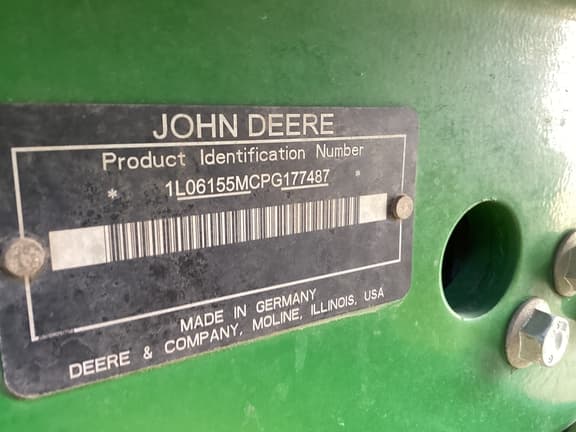 JOHN DEERE
Product Identification Number
* 1L06155MCPG177487 *
MADE IN GERMANY
DEERE & COMPANY, MOLINE, ILLINOIS, USA